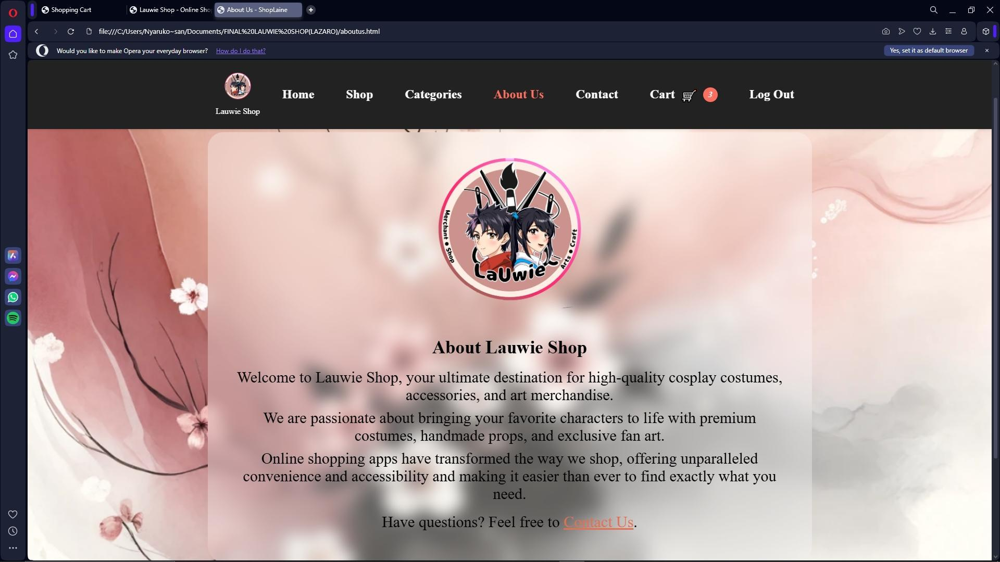 Shopping Cart
Lauwie Shop - Online Sho
About Us - ShopLaine
file:///C:/Users/Nyaruko~san/Documents/FINAL%20LAUWIE%20SHOP(LAZARO)/aboutus.html
Would you like to make Opera your everyday browser? How do I do that?
Yes, set it as default browser
Lauwie Shop
Home
Shop
Categories
About Us
Contact
Cart 3
Log Out
Merchant • Shop
Arts • Craft
LaUwie
About Lauwie Shop
Welcome to Lauwie Shop, your ultimate destination for high-quality cosplay costumes,
accessories, and art merchandise.
We are passionate about bringing your favorite characters to life with premium
costumes, handmade props, and exclusive fan art.
Online shopping apps have transformed the way we shop, offering unparalleled
convenience and accessibility and making it easier than ever to find exactly what you
need.
Have questions? Feel free to Contact Us.